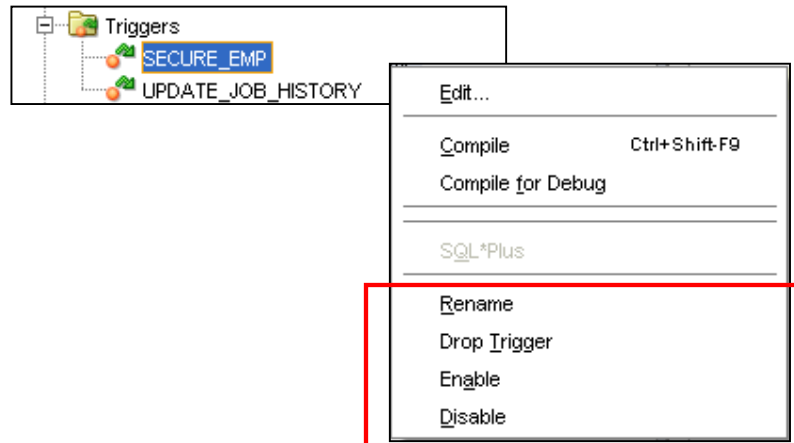 Triggers
SECURE_EMP
UPDATE_JOB_HISTORY
Edit...
Compile Ctrl+Shift-F9
Compile for Debug
SQL*Plus
Rename
Drop Trigger
Enable
Disable